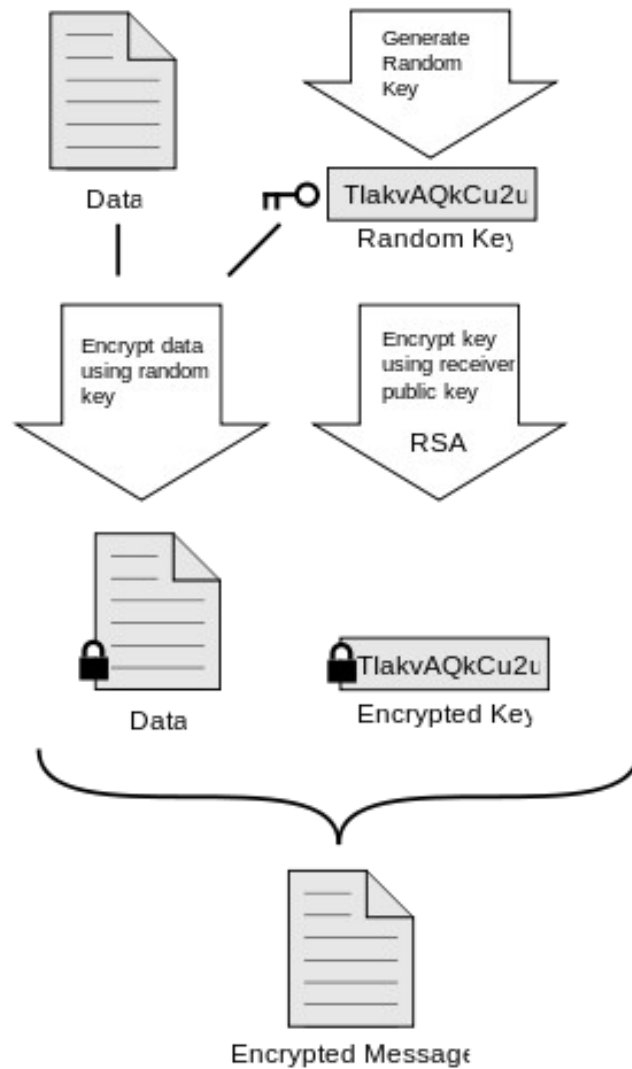 Generate
Random
Key
Data
TlakvAQkCu2u
Random Key
Encrypt data
using random
key
Encrypt key
using receiver
public key
RSA
TlakvAQkCu2u
Data
Encrypted Key
Encrypted Message